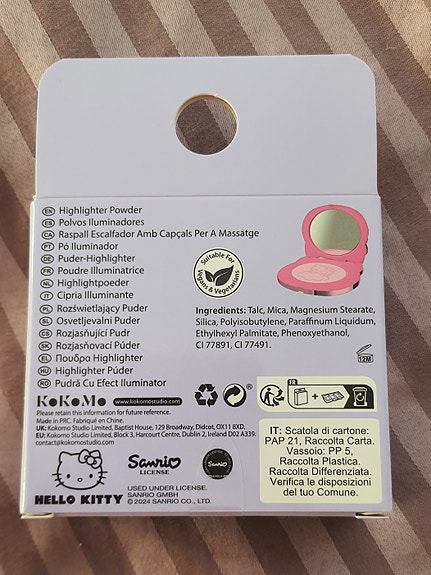 EN Highlighter Powder
ES Polvos Iluminadores
CA Raspall Escalfador Amb Capçals Per A Massatge
PT Pó Iluminador
DE Puder-Highlighter
FR Poudre Illuminatrice
NL Highlightpoeder
IT Cipria Illuminante
PL Rozświetlający Puder
SL Osvetljevalni Puder
CS Rozjasňující Pudr
SK Rozjasňovací Púder
EL Πουδρα Highlighter
HU Highlighter Púder
RO Pudră Cu Efect Iluminator
Suitable For
Vegans & Vegetarians
Ingredients: Talc, Mica, Magnesium Stearate,
Silica, Polyisobutylene, Paraffinum Liquidum,
Ethylhexyl Palmitate, Phenoxyethanol,
CI 77891, CI 77491.
12M
KOKOMO www.kokomostudio.com
Please retain this information for future reference.
Made in PRC. Fabriqué en Chine.
UK: Kokomo Studio Limited, Baptist House, 129 Broadway, Didcot, OX11 8XD.
EU: Kokomo Studio Limited, Block 3, Harcourt Centre, Dublin 2, Ireland D02 A339.
contact@kokomostudio.com
FR
+
HELLO KITTY
Sanrio
LICENSE
Sanrio
USED UNDER LICENSE.
SANRIO GMBH
© 2024 SANRIO CO., LTD.
IT: Scatola di cartone:
PAP 21, Raccolta Carta.
Vassoio: PP 5,
Raccolta Plastica.
Raccolta Differenziata.
Verifica le disposizioni
del tuo Comune.